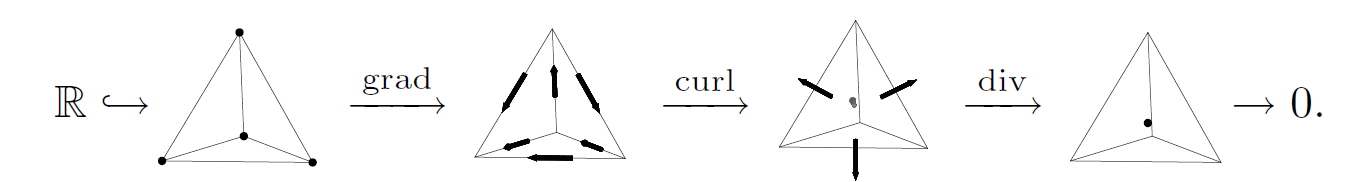 ℝ ↪ grad ⟶ curl ⟶ div ⟶ → 0.